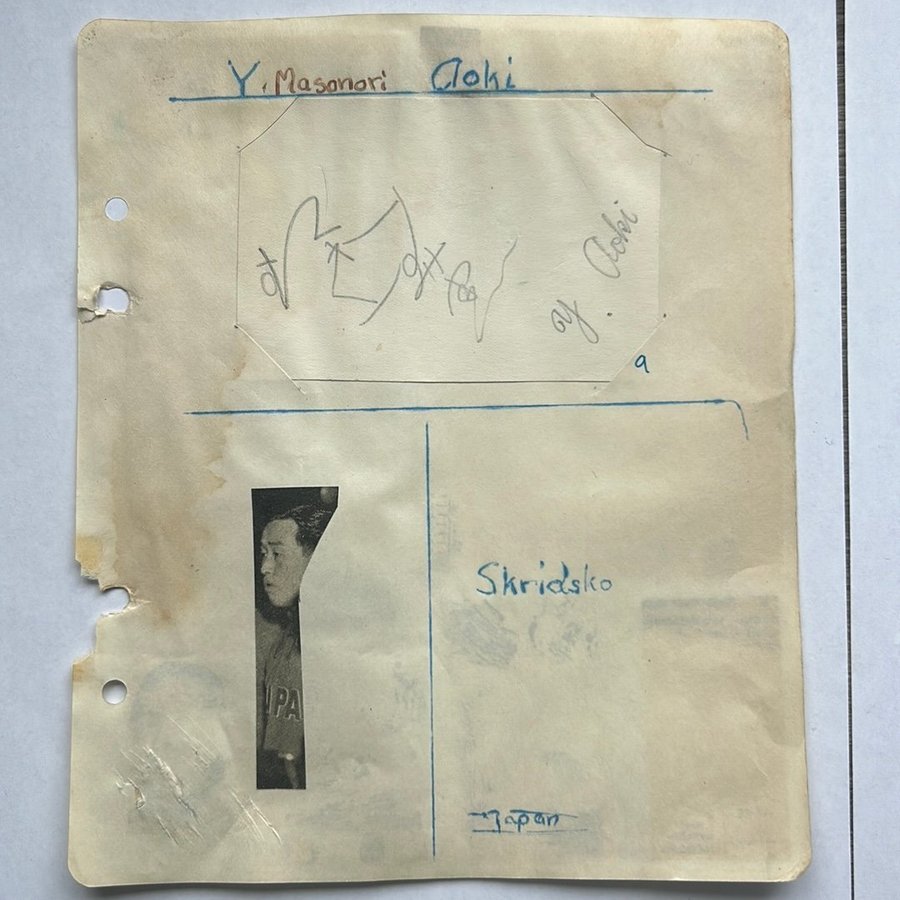 Y. Masonori Aoki
y. Aoki
9
PA
Skridsko
Japan